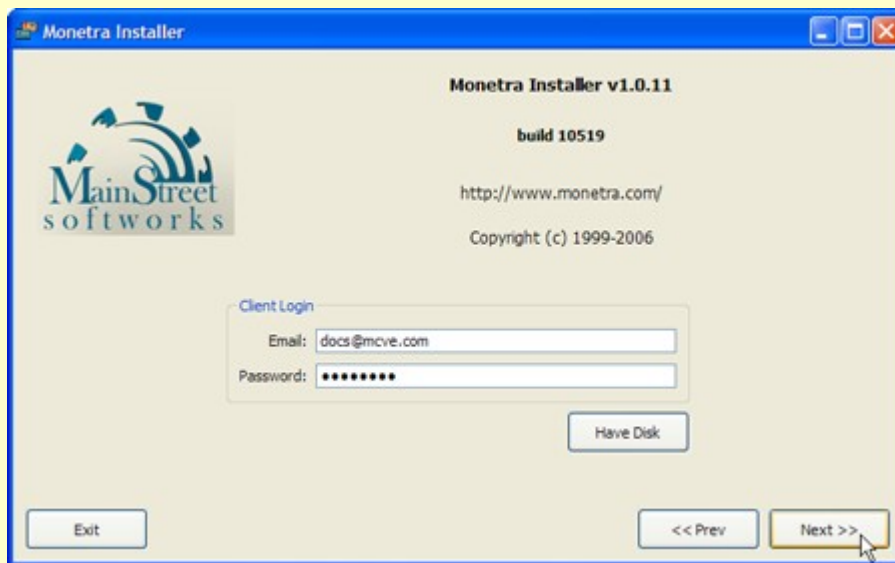 Monetra Installer
Monetra Installer v1.0.11
build 10519
MainStreet
softworks
http://www.monetra.com/
Copyright (c) 1999-2006
Client Login
Email: docs@mcve.com
Password: ●●●●●●●●
Have Disk
Exit
<< Prev
Next >>